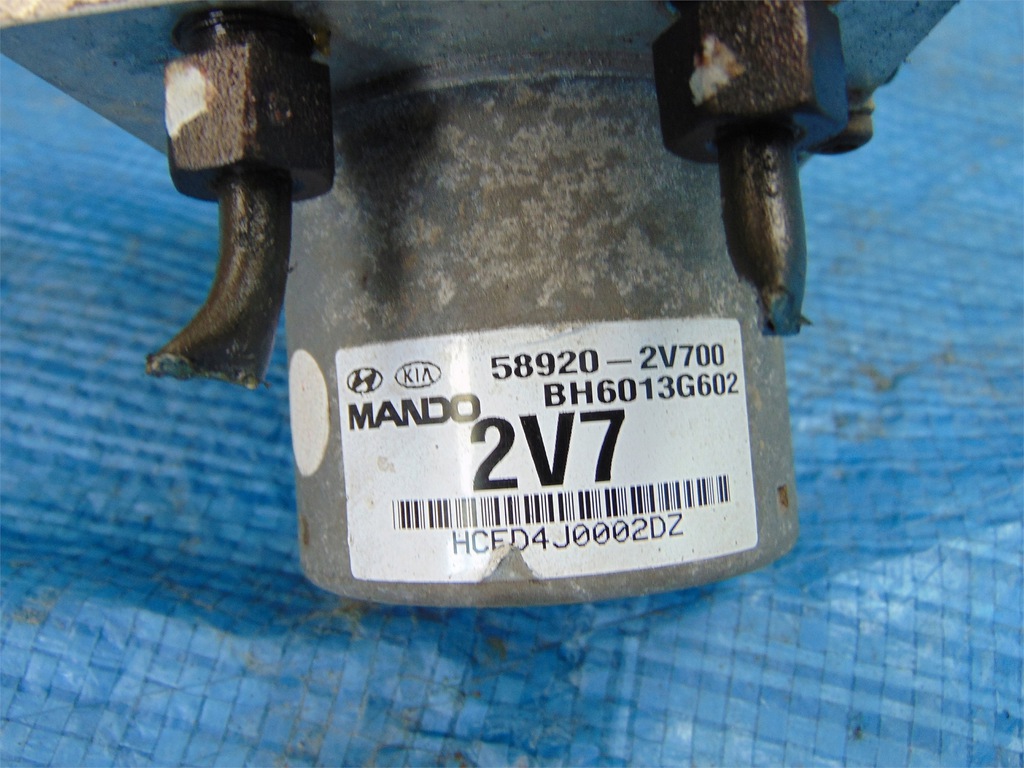 KIA 58920-2V700
BH6013G602
MANDO
2V7
HCFD4J0002DZ